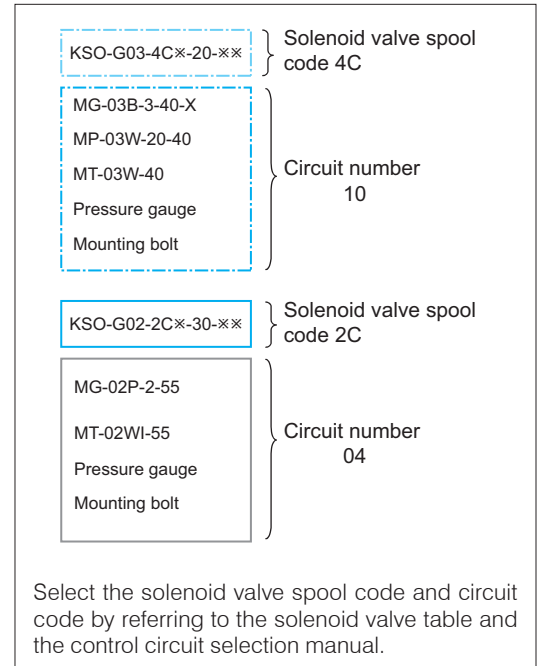 KSO-G03-4C※-20-※※
Solenoid valve spool
code 4C
MG-03B-3-40-X
MP-03W-20-40
MT-03W-40
Pressure gauge
Mounting bolt
Circuit number
10
KSO-G02-2C※-30-※※
Solenoid valve spool
code 2C
MG-02P-2-55
MT-02WI-55
Pressure gauge
Mounting bolt
Circuit number
04
Select the solenoid valve spool code and circuit
code by referring to the solenoid valve table and
the control circuit selection manual.